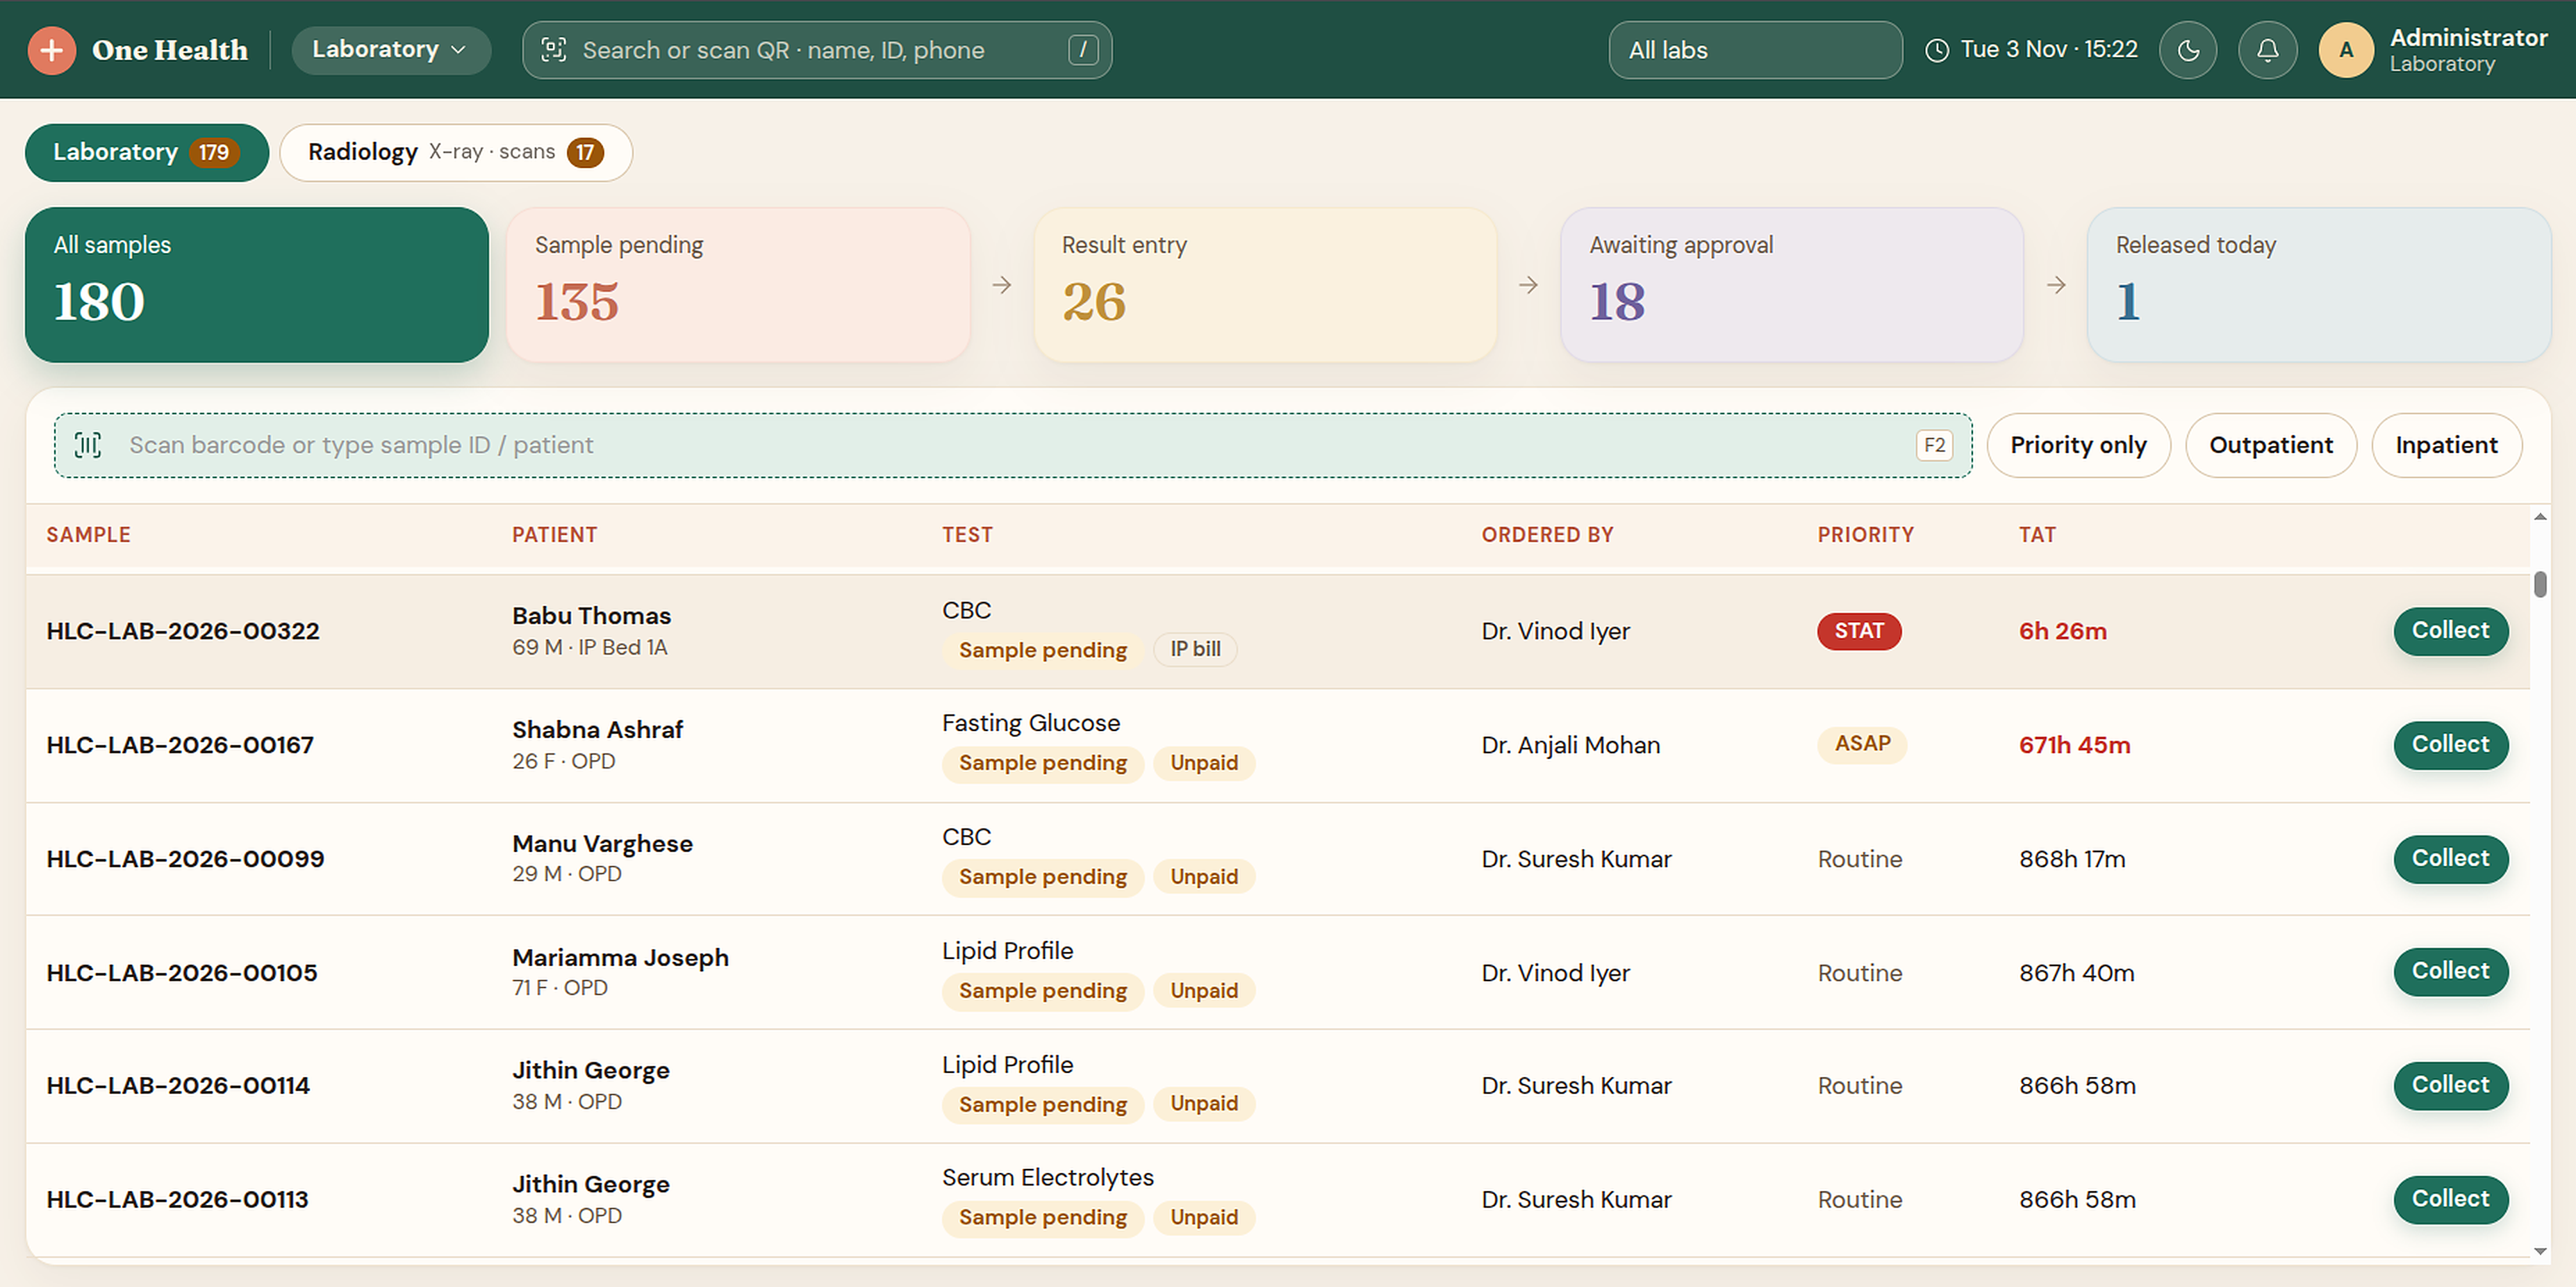 One Health
Laboratory
Search or scan QR · name, ID, phone
/
All labs
Tue 3 Nov · 15:22
A
Administrator
Laboratory
Laboratory 179
Radiology X-ray · scans 17
All samples
180
Sample pending
135
Result entry
26
Awaiting approval
18
Released today
1
Scan barcode or type sample ID / patient
F2
Priority only
Outpatient
Inpatient
SAMPLE PATIENT TEST ORDERED BY PRIORITY TAT
HLC-LAB-2026-00322
Babu Thomas
69 M · IP Bed 1A
CBC
Sample pending IP bill
Dr. Vinod Iyer
STAT
6h 26m
Collect
HLC-LAB-2026-00167
Shabna Ashraf
26 F · OPD
Fasting Glucose
Sample pending Unpaid
Dr. Anjali Mohan
ASAP
671h 45m
Collect
HLC-LAB-2026-00099
Manu Varghese
29 M · OPD
CBC
Sample pending Unpaid
Dr. Suresh Kumar
Routine
868h 17m
Collect
HLC-LAB-2026-00105
Mariamma Joseph
71 F · OPD
Lipid Profile
Sample pending Unpaid
Dr. Vinod Iyer
Routine
867h 40m
Collect
HLC-LAB-2026-00114
Jithin George
38 M · OPD
Lipid Profile
Sample pending Unpaid
Dr. Suresh Kumar
Routine
866h 58m
Collect
HLC-LAB-2026-00113
Jithin George
38 M · OPD
Serum Electrolytes
Sample pending Unpaid
Dr. Suresh Kumar
Routine
866h 58m
Collect